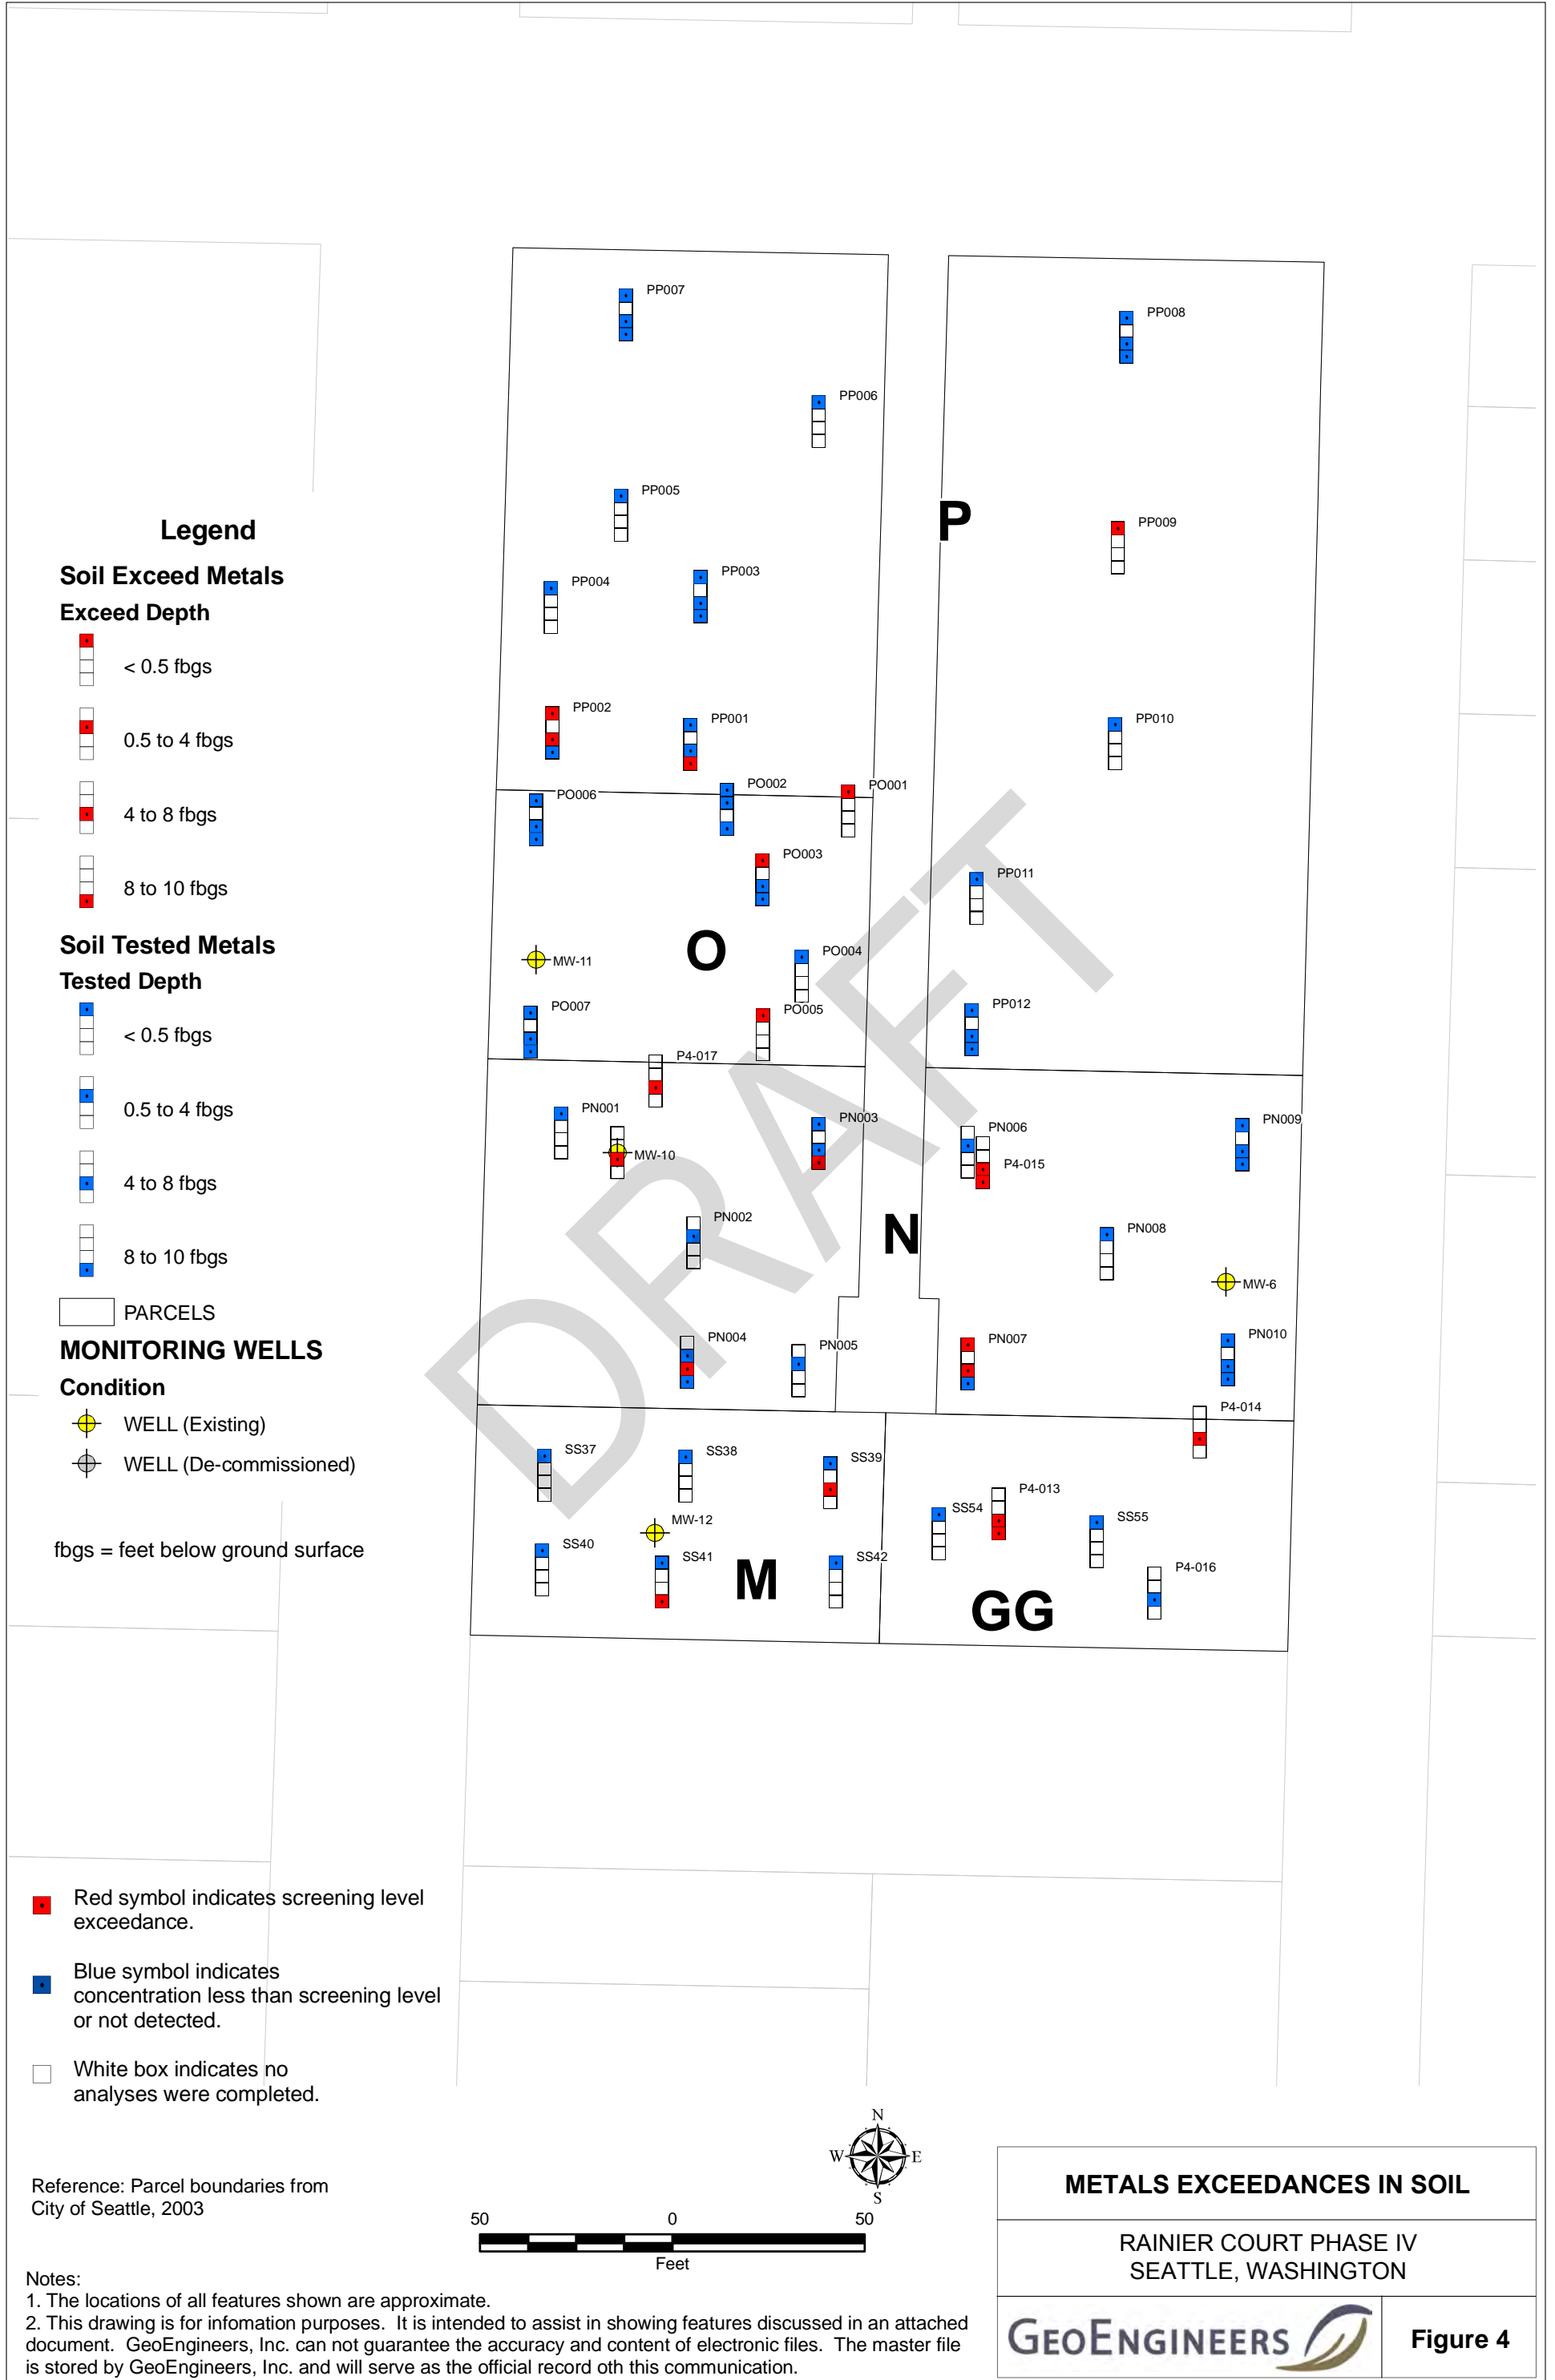 PP007
PP008
PP006
PP005
P
PP009
Legend
Soil Exceed Metals
Exceed Depth
< 0.5 fbgs
0.5 to 4 fbgs
4 to 8 fbgs
8 to 10 fbgs
Soil Tested Metals
Tested Depth
< 0.5 fbgs
0.5 to 4 fbgs
4 to 8 fbgs
8 to 10 fbgs
PARCELS
MONITORING WELLS
Condition
WELL (Existing)
WELL (De-commissioned)
fbgs = feet below ground surface
PP004
PP003
PP002
PP001
PP010
PO006
PO002
PO001
PO003
PP011
O
PO004
MW-11
PO007
PO005
PP012
P4-017
PN001
PN003
PN006
PN009
MW-10
P4-015
PN002
N
PN008
MW-6
PN004
PN005
PN007
PN010
P4-014
SS37
SS38
SS39
P4-013
SS54
SS55
MW-12
SS40
SS41
M
SS42
P4-016
GG
DRAFT
Red symbol indicates screening level
exceedance.
Blue symbol indicates
concentration less than screening level
or not detected.
White box indicates no
analyses were completed.
Reference: Parcel boundaries from
City of Seattle, 2003
N
W
E
S
50 0 50
Feet
Notes:
1. The locations of all features shown are approximate.
2. This drawing is for infomation purposes. It is intended to assist in showing features discussed in an attached
document. GeoEngineers, Inc. can not guarantee the accuracy and content of electronic files. The master file
is stored by GeoEngineers, Inc. and will serve as the official record oth this communication.
METALS EXCEEDANCES IN SOIL
RAINIER COURT PHASE IV
SEATTLE, WASHINGTON
GEOENGINEERS
Figure 4